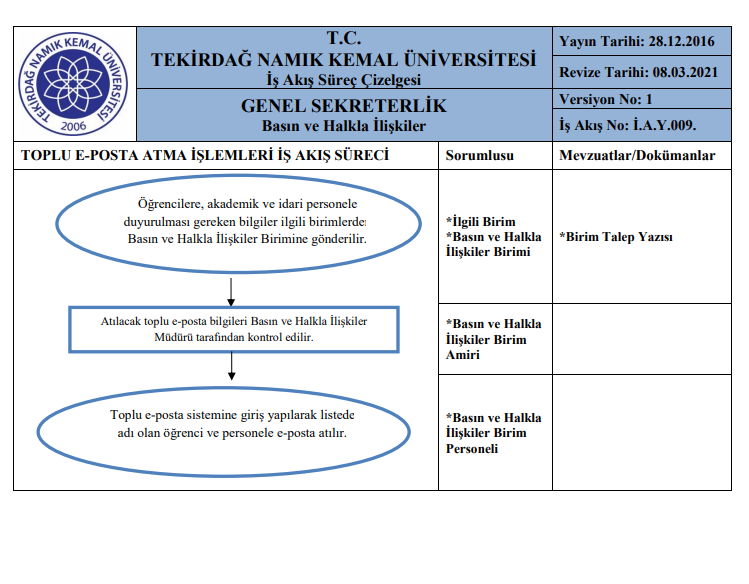 TEKİRDAĞ NAMIK KEMAL ÜNİVERSİTESİ
2006
T.C.
TEKİRDAĞ NAMIK KEMAL ÜNİVERSİTESİ
İş Akış Süreç Çizelgesi
GENEL SEKRETERLİK
Basın ve Halkla İlişkiler
Yayın Tarihi: 28.12.2016
Revize Tarihi: 08.03.2021
Versiyon No: 1
İş Akış No: İ.A.Y.009.
TOPLU E-POSTA ATMA İŞLEMLERİ İŞ AKIŞ SÜRECİ
Sorumlusu
Mevzuatlar/Dokümanlar
Öğrencilere, akademik ve idari personele
duyurulması gereken bilgiler ilgili birimlerden
Basın ve Halkla İlişkiler Birimine gönderilir.
*İlgili Birim
*Basın ve Halkla
İlişkiler Birimi
*Birim Talep Yazısı
Atılacak toplu e-posta bilgileri Basın ve Halkla İlişkiler
Müdürü tarafından kontrol edilir.
*Basın ve Halkla
İlişkiler Birim
Amiri
Toplu e-posta sistemine giriş yapılarak listede
adı olan öğrenci ve personele e-posta atılır.
*Basın ve Halkla
İlişkiler Birim
Personeli